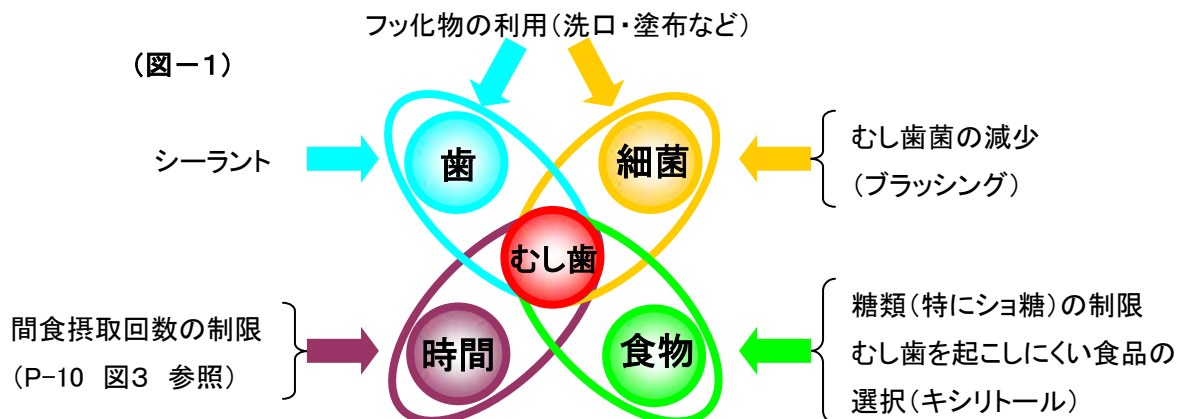 フッ化物の利用（洗口・塗布など）
（図－１）
シーラント
歯
細菌
むし歯菌の減少
（ブラッシング）
むし歯
間食摂取回数の制限
（P-10　図３　参照）
時間
食物
糖類（特にショ糖）の制限
むし歯を起こしにくい食品の
選択（キシリトール）